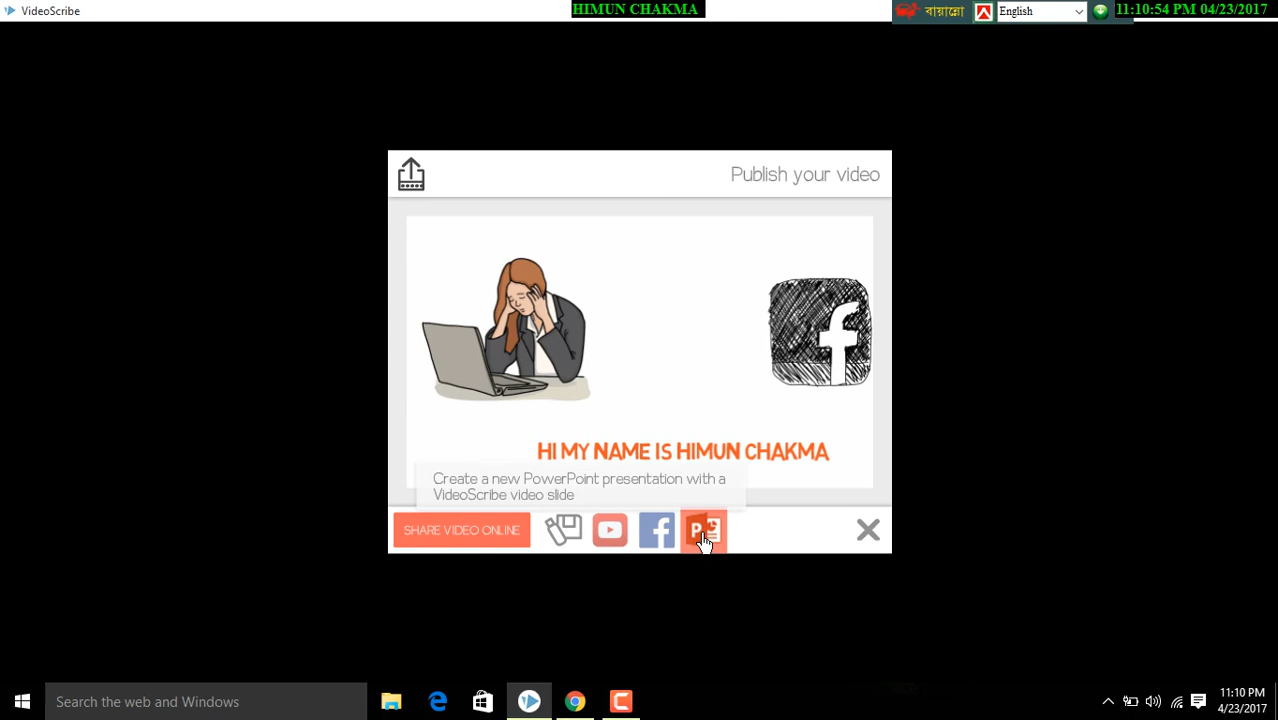 VideoScribe
HIMUN CHAKMA
বায়ান্নো
English
11:10:54 PM 04/23/2017
Publish your video
HI MY NAME IS HIMUN CHAKMA
Create a new PowerPoint presentation with a
VideoScribe video slide
SHARE VIDEO ONLINE
Search the web and Windows
11:10 PM
4/23/2017